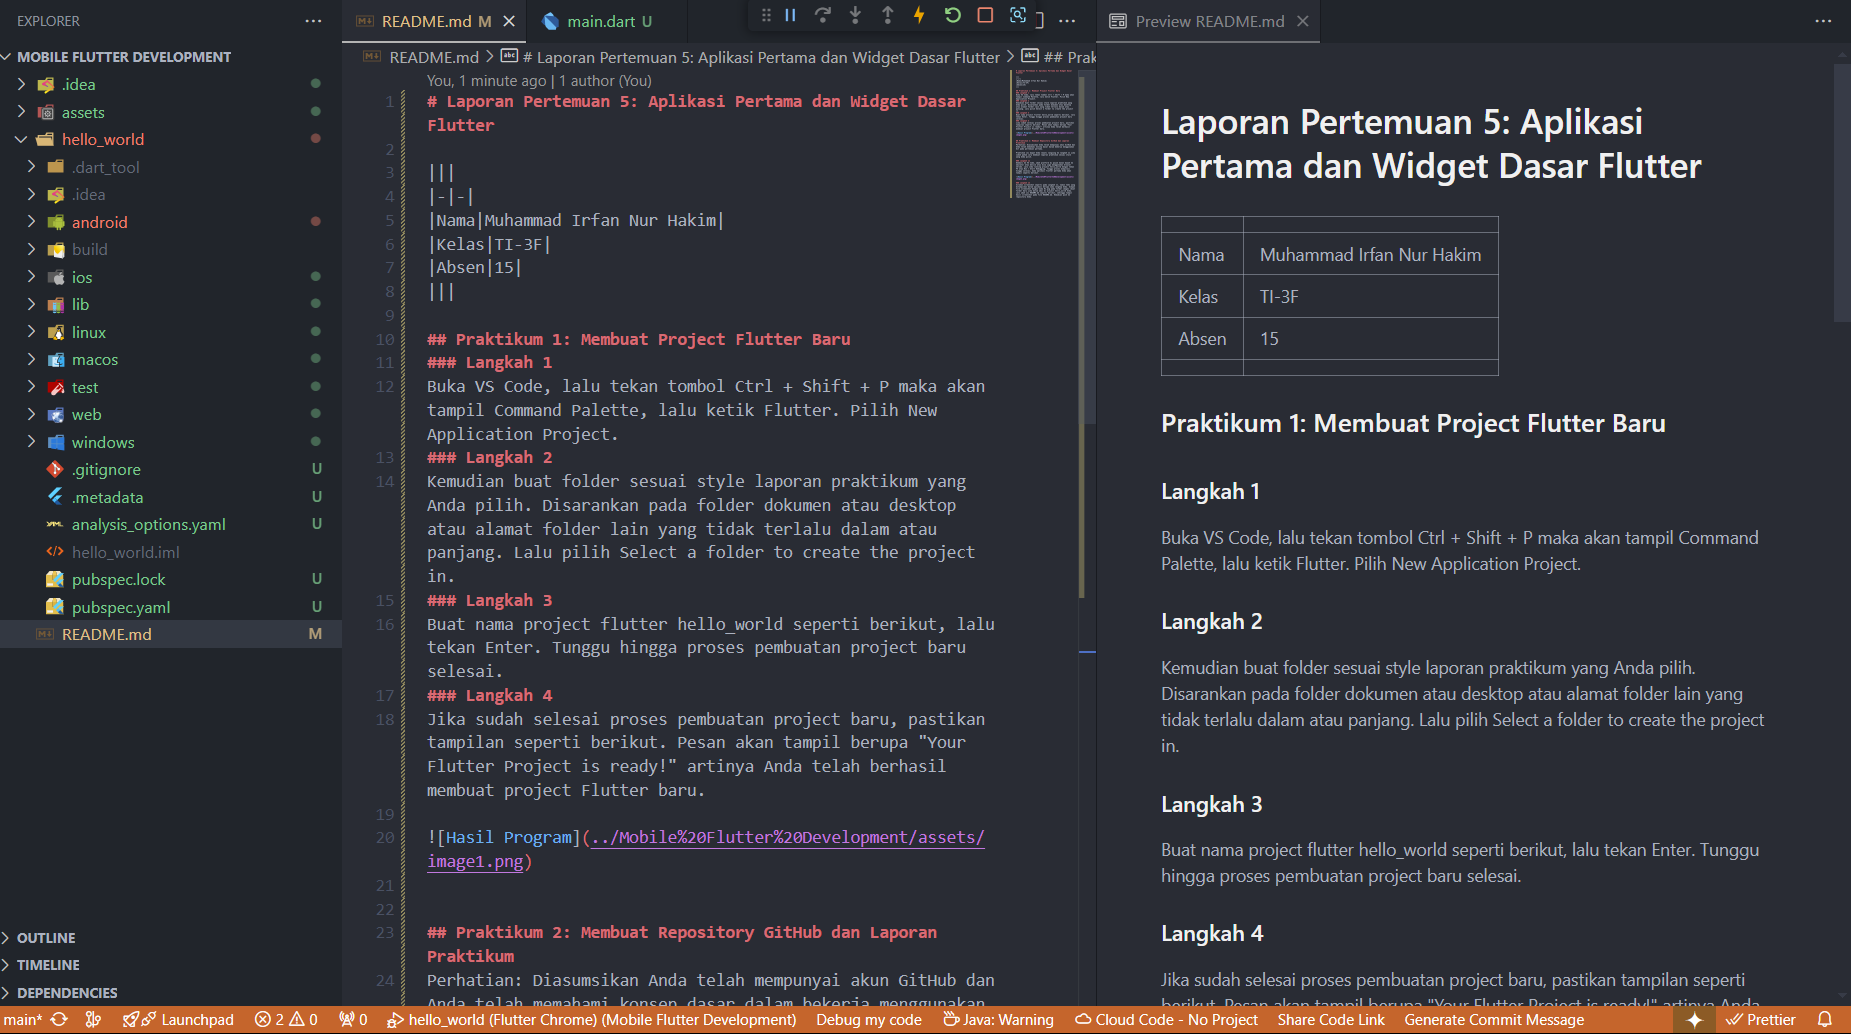 EXPLORER
MOBILE FLUTTER DEVELOPMENT
.idea
assets
hello_world
.dart_tool
.idea
android
build
ios
lib
linux
macos
test
web
windows
.gitignore U
.metadata U
analysis_options.yaml U
hello_world.iml
pubspec.lock U
pubspec.yaml U
README.md M
OUTLINE
TIMELINE
DEPENDENCIES
README.md M
main.dart U
README.md > # Laporan Pertemuan 5: Aplikasi Pertama dan Widget Dasar Flutter > ## Prak
You, 1 minute ago | 1 author (You)
1 # Laporan Pertemuan 5: Aplikasi Pertama dan Widget Dasar
Flutter
2
3 |||
4 |-|-|
5 |Nama|Muhammad Irfan Nur Hakim|
6 |Kelas|TI-3F|
7 |Absen|15|
8 |||
9
10 ## Praktikum 1: Membuat Project Flutter Baru
11 ### Langkah 1
12 Buka VS Code, lalu tekan tombol Ctrl + Shift + P maka akan
tampil Command Palette, lalu ketik Flutter. Pilih New
Application Project.
13 ### Langkah 2
14 Kemudian buat folder sesuai style laporan praktikum yang
Anda pilih. Disarankan pada folder dokumen atau desktop
atau alamat folder lain yang tidak terlalu dalam atau
panjang. Lalu pilih Select a folder to create the project
in.
15 ### Langkah 3
16 Buat nama project flutter hello_world seperti berikut, lalu
tekan Enter. Tunggu hingga proses pembuatan project baru
selesai.
17 ### Langkah 4
18 Jika sudah selesai proses pembuatan project baru, pastikan
tampilan seperti berikut. Pesan akan tampil berupa "Your
Flutter Project is ready!" artinya Anda telah berhasil
membuat project Flutter baru.
19
20 ![Hasil Program](../Mobile%20Flutter%20Development/assets/
image1.png)
21
22
23 ## Praktikum 2: Membuat Repository GitHub dan Laporan
Praktikum
24 Perhatian: Diasumsikan Anda telah mempunyai akun GitHub dan
Anda telah memahami konsep dasar dalam bekerja menggunakan
Preview README.md
Laporan Pertemuan 5: Aplikasi
Pertama dan Widget Dasar Flutter
Nama Muhammad Irfan Nur Hakim
Kelas TI-3F
Absen 15
Praktikum 1: Membuat Project Flutter Baru
Langkah 1
Buka VS Code, lalu tekan tombol Ctrl + Shift + P maka akan tampil Command
Palette, lalu ketik Flutter. Pilih New Application Project.
Langkah 2
Kemudian buat folder sesuai style laporan praktikum yang Anda pilih.
Disarankan pada folder dokumen atau desktop atau alamat folder lain yang
tidak terlalu dalam atau panjang. Lalu pilih Select a folder to create the project
in.
Langkah 3
Buat nama project flutter hello_world seperti berikut, lalu tekan Enter. Tunggu
hingga proses pembuatan project baru selesai.
Langkah 4
Jika sudah selesai proses pembuatan project baru, pastikan tampilan seperti
berikut. Pesan akan tampil berupa "Your Flutter Project is ready!" artinya Anda
main* 2 0 0 hello_world (Flutter Chrome) (Mobile Flutter Development) Debug my code Java: Warning Cloud Code - No Project Share Code Link Generate Commit Message Prettier